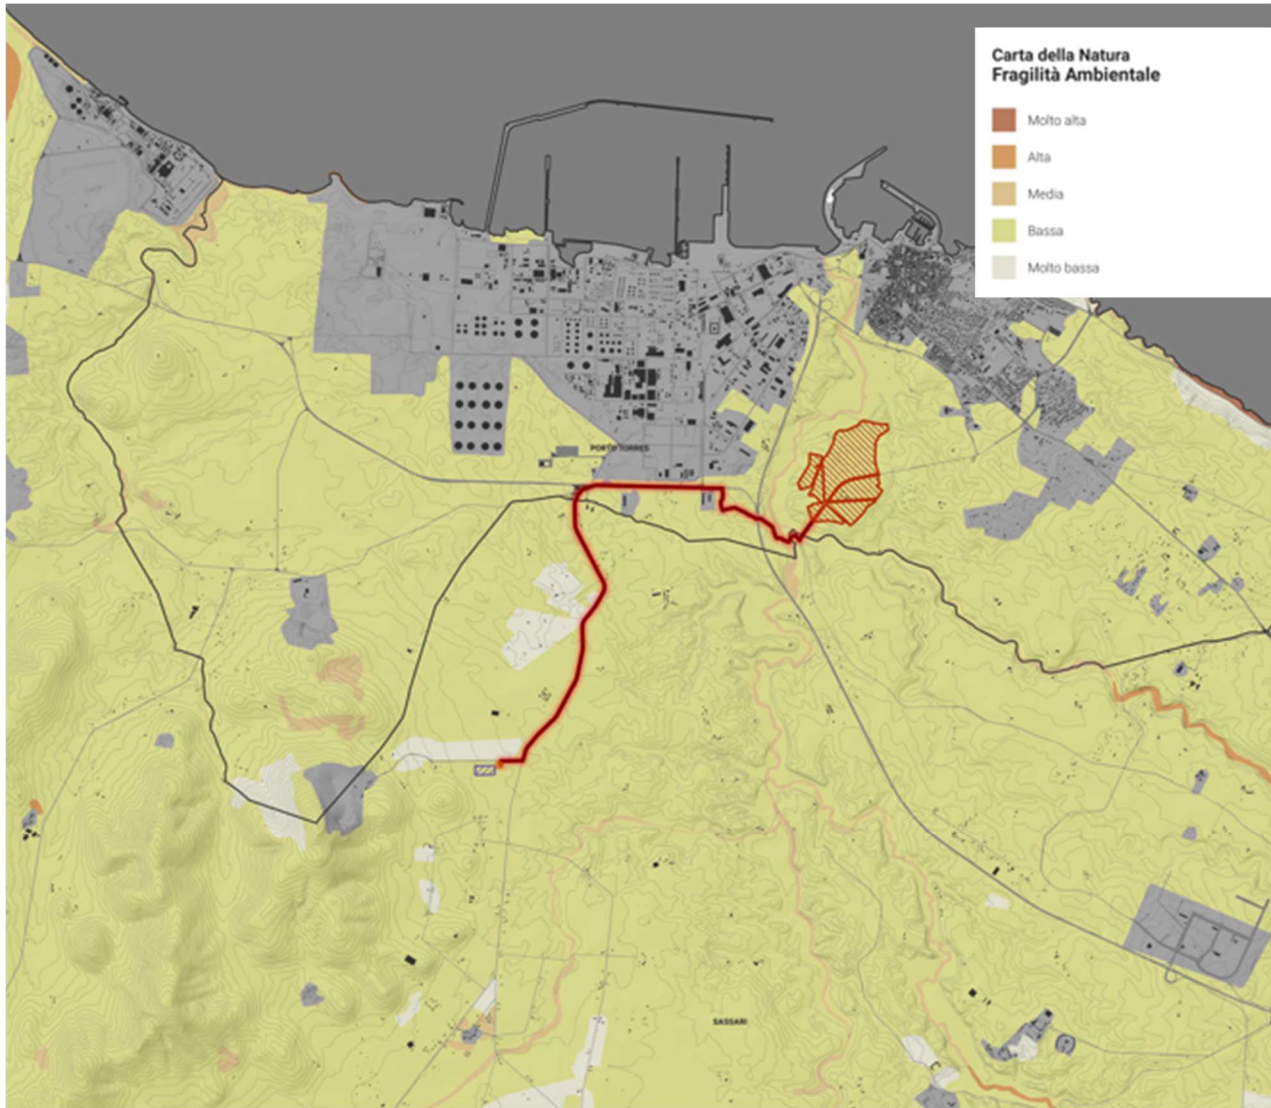 Carta della Natura
Fragilità Ambientale
Molto alta
Alta
Media
Bassa
Molto bassa
PORTO TORRES
SASSARI